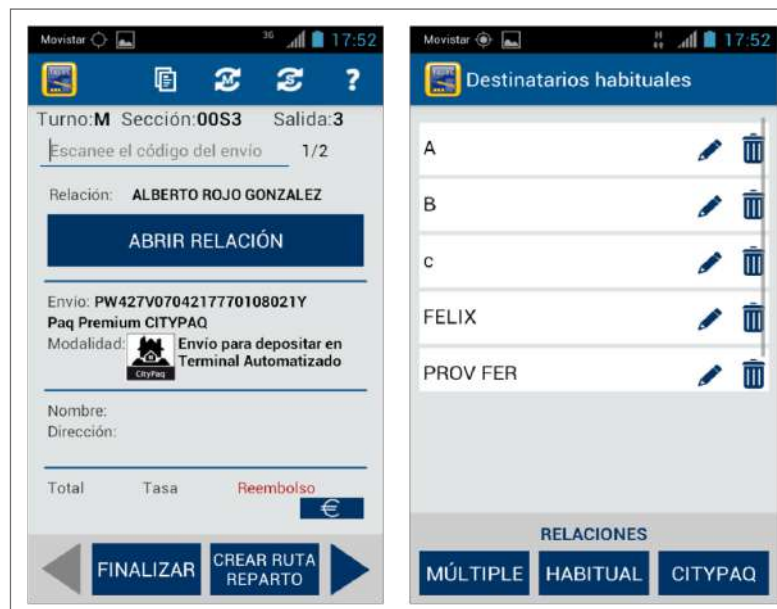 Movistar 3G 17:52
Turno:M Sección:00S3 Salida:3
Escanee el código del envío 1/2
Relación: ALBERTO ROJO GONZALEZ
ABRIR RELACIÓN
Envio: PW427V0704217770108021Y
Paq Premium CITYPAQ
Modalidad: Envío para depositar en
CityPaq Terminal Automatizado
Nombre:
Dirección:
Total Tasa Reembolso
€
FINALIZAR CREAR RUTA
REPARTO
Movistar H 17:52
Destinatarios habituales
A
B
c
FELIX
PROV FER
RELACIONES
MÚLTIPLE HABITUAL CITYPAQ